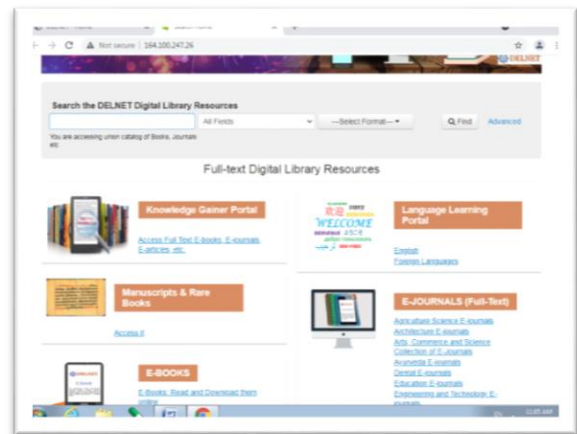 Not secure | 164.100.247.26
DELNET
Search the DELNET Digital Library Resources
All Fields
---Select Format---
Find
Advanced
You are accessing union catalog of Books, Journals
etc
Full-text Digital Library Resources
Knowledge Gainer Portal
Access Full Text E-books, E-journals,
E-articles, etc.
Manuscripts & Rare
Books
Access it
E-BOOKS
E-Books: Read and Download them
online
WELCOME
Language Learning
Portal
English
Foreign Languages
E-JOURNALS (Full-Text)
Agriculture Science E-journals
Architecture E-journals
Arts, Commerce and Science
Collection of E-Journals
Ayurveda E-journals
Dental E-journals
Education E-journals
Engineering and Technology E-
journals
11:05 AM